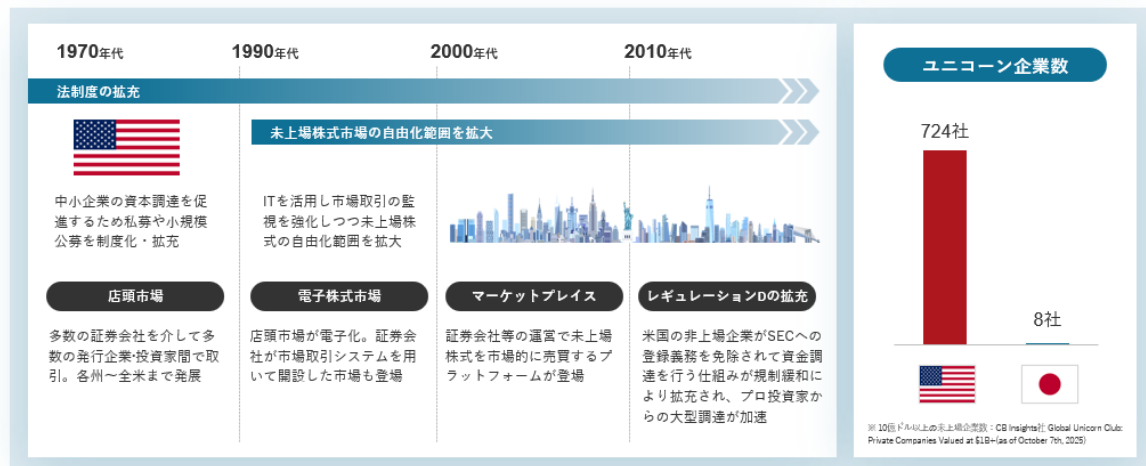 1970年代
1990年代
2000年代
2010年代
法制度の拡充
未上場株式市場の自由化範囲を拡大
中小企業の資本調達を促
進するため私募や小規模
公募を制度化・拡充
ITを活用し市場取引の監
視を強化しつつ未上場株
式の自由化範囲を拡大
店頭市場
多数の証券会社を介して多
数の発行企業・投資家間で取
引。各州～全米まで発展
電子株式市場
店頭市場が電子化。証券会
社が市場取引システムを用
いて開設した市場も登場
マーケットプレイス
証券会社等の運営で未上場
株式を市場的に売買するプ
ラットフォームが登場
レギュレーションDの拡充
米国の非上場企業がSECへの
登録義務を免除されて資金調
達を行う仕組みが規制緩和に
より拡充され、プロ投資家か
らの大型調達が加速
ユニコーン企業数
724社
8社
※ 10億ドル以上の未上場企業数：CB Insights社 Global Unicorn Club:
Private Companies Valued at $1B+(as of October 7th, 2025)